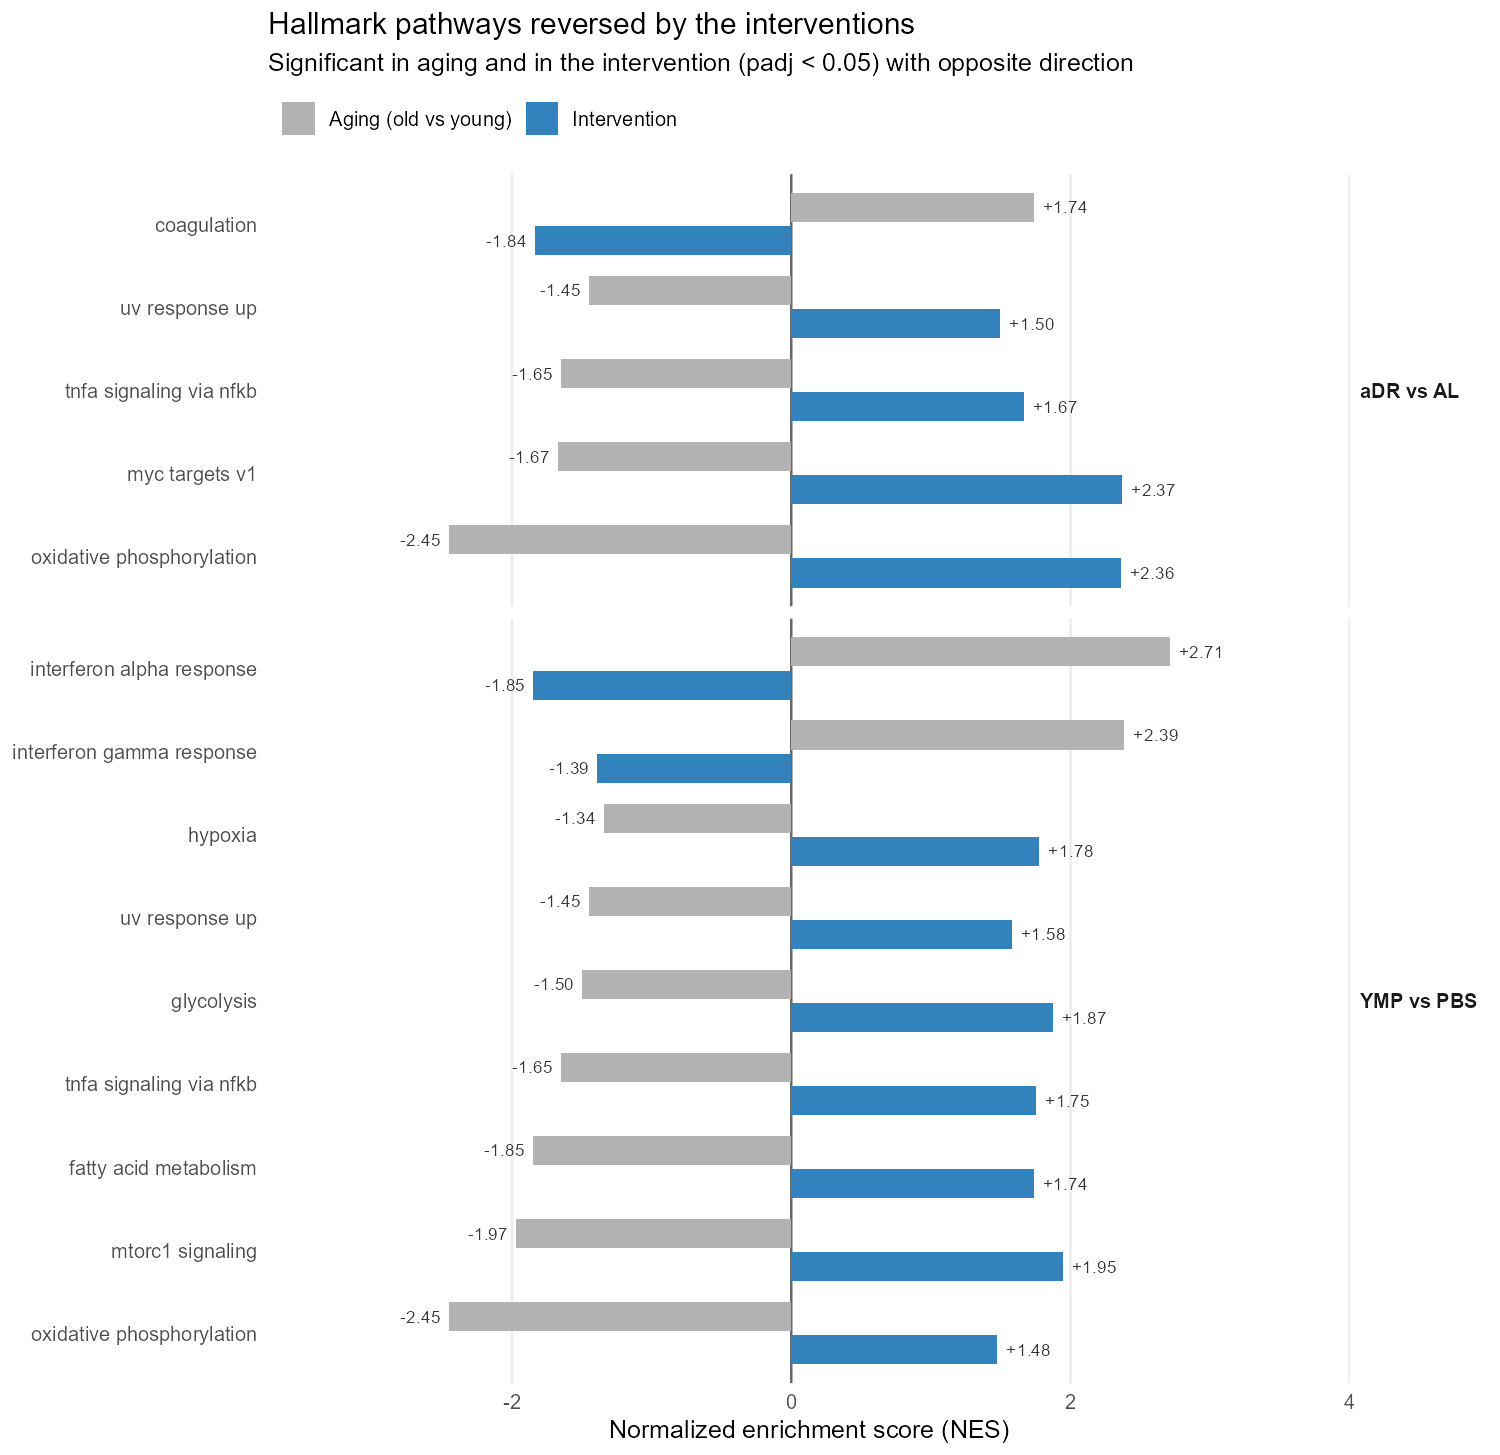 Hallmark pathways reversed by the interventions
Significant in aging and in the intervention (padj < 0.05) with opposite direction
Aging (old vs young) Intervention
coagulation +1.74
-1.84
uv response up -1.45
+1.50
tnfa signaling via nfkb -1.65
+1.67
myc targets v1 -1.67
+2.37
oxidative phosphorylation -2.45
+2.36
aDR vs AL
interferon alpha response +2.71
-1.85
interferon gamma response +2.39
-1.39
hypoxia -1.34
+1.78
uv response up -1.45
+1.58
glycolysis -1.50
+1.87
tnfa signaling via nfkb -1.65
+1.75
fatty acid metabolism -1.85
+1.74
mtorc1 signaling -1.97
+1.95
oxidative phosphorylation -2.45
+1.48
YMP vs PBS
-2 0 2 4
Normalized enrichment score (NES)